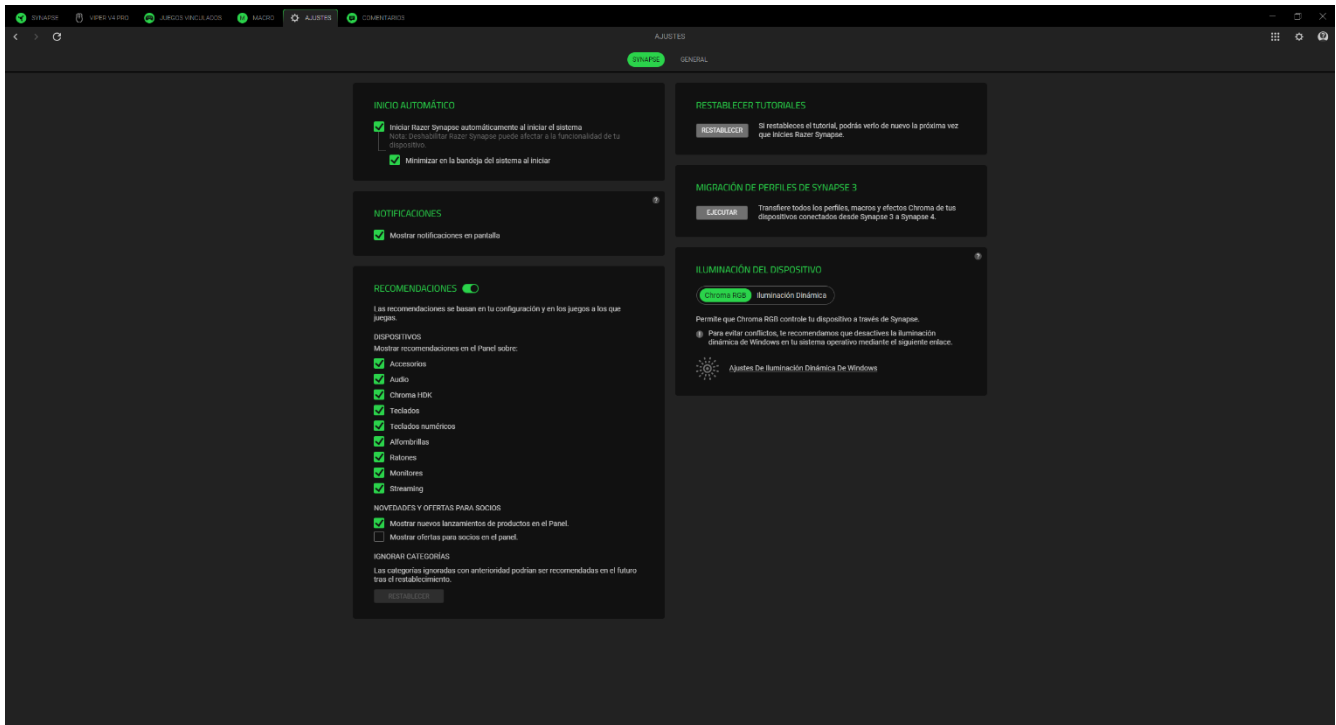 SYNAPSE
VIPER V4 PRO
JUEGOS VINCULADOS
MACRO
AJUSTES
COMENTARIOS
AJUSTES
SYNAPSE
GENERAL
INICIO AUTOMÁTICO
Iniciar Razer Synapse automáticamente al iniciar el sistema
Nota: Deshabilitar Razer Synapse puede afectar a la funcionalidad de tu
dispositivo.
Minimizar en la bandeja del sistema al iniciar
NOTIFICACIONES
Mostrar notificaciones en pantalla
RECOMENDACIONES
Las recomendaciones se basan en tu configuración y en los juegos a los que
juegas.
DISPOSITIVOS
Mostrar recomendaciones en el Panel sobre:
Accesorios
Audio
Chroma HDK
Teclados
Teclados numéricos
Alfombrillas
Ratones
Monitores
Streaming
NOVEDADES Y OFERTAS PARA SOCIOS
Mostrar nuevos lanzamientos de productos en el Panel.
Mostrar ofertas para socios en el panel.
IGNORAR CATEGORÍAS
Las categorías ignoradas con anterioridad podrían ser recomendadas en el futuro
tras el restablecimiento.
RESTABLECER
RESTABLECER TUTORIALES
RESTABLECER
Si restableces el tutorial, podrás verlo de nuevo la próxima vez
que inicies Razer Synapse.
MIGRACIÓN DE PERFILES DE SYNAPSE 3
EJECUTAR
Transfiere todos los perfiles, macros y efectos Chroma de tus
dispositivos conectados desde Synapse 3 a Synapse 4.
ILUMINACIÓN DEL DISPOSITIVO
Chroma RGB
Iluminación Dinámica
Permite que Chroma RGB controle tu dispositivo a través de Synapse.
Para evitar conflictos, te recomendamos que desactives la iluminación
dinámica de Windows en tu sistema operativo mediante el siguiente enlace.
Ajustes De Iluminación Dinámica De Windows